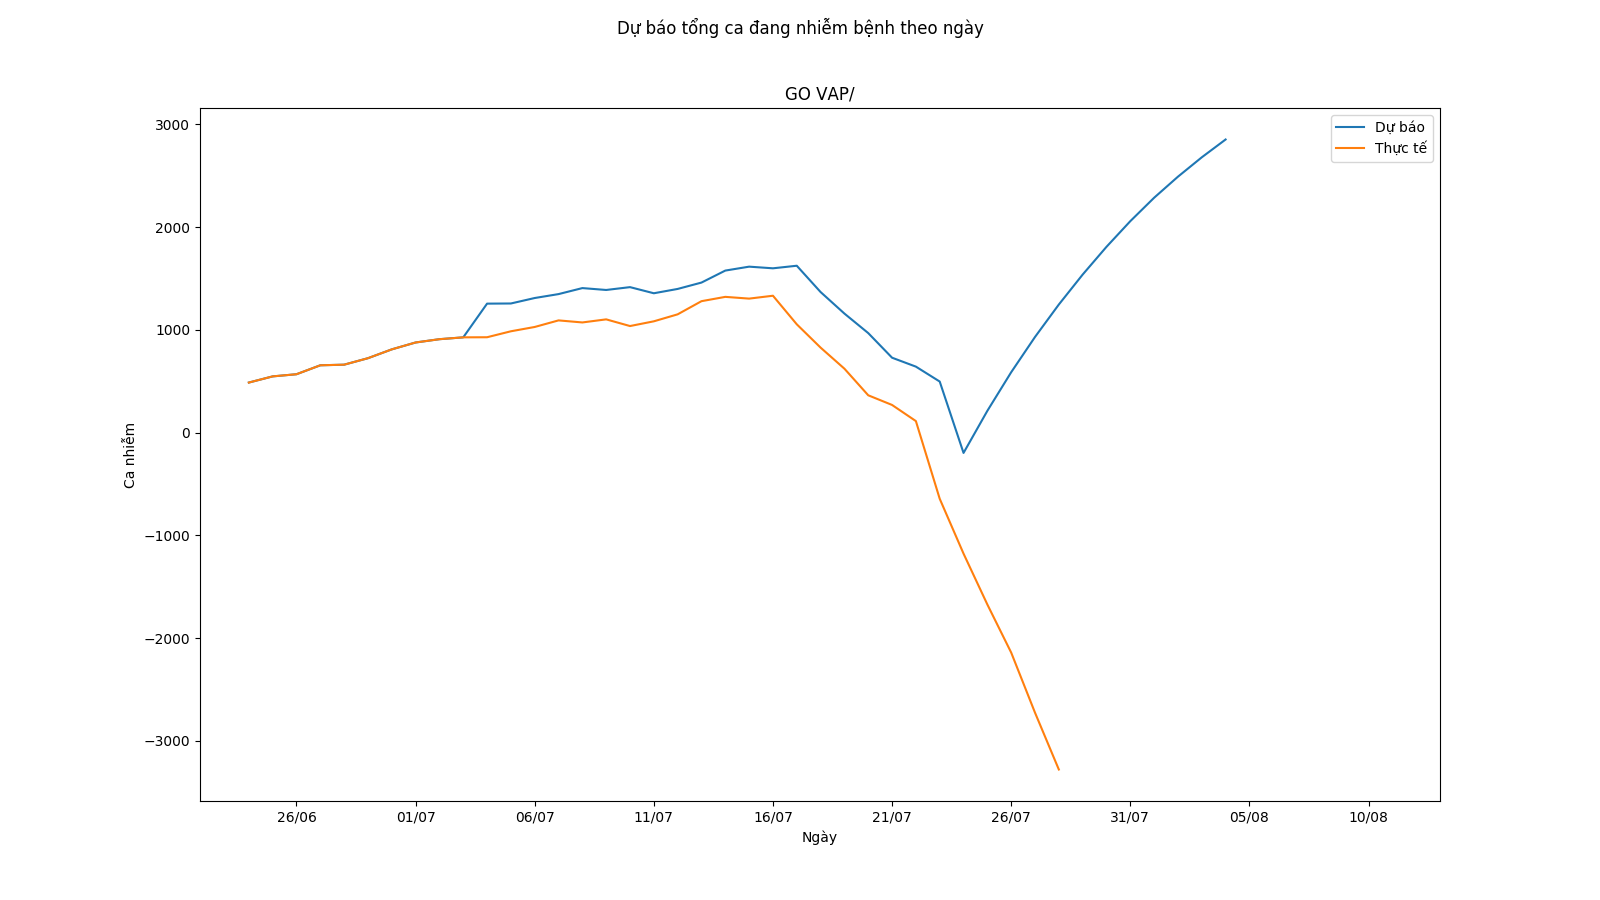 Dự báo tổng ca đang nhiễm bệnh theo ngày
GO VAP/
Dự báo
Thực tế
3000
2000
1000
0
−1000
−2000
−3000
Ca nhiễm
26/06 01/07 06/07 11/07 16/07 21/07 26/07 31/07 05/08 10/08
Ngày